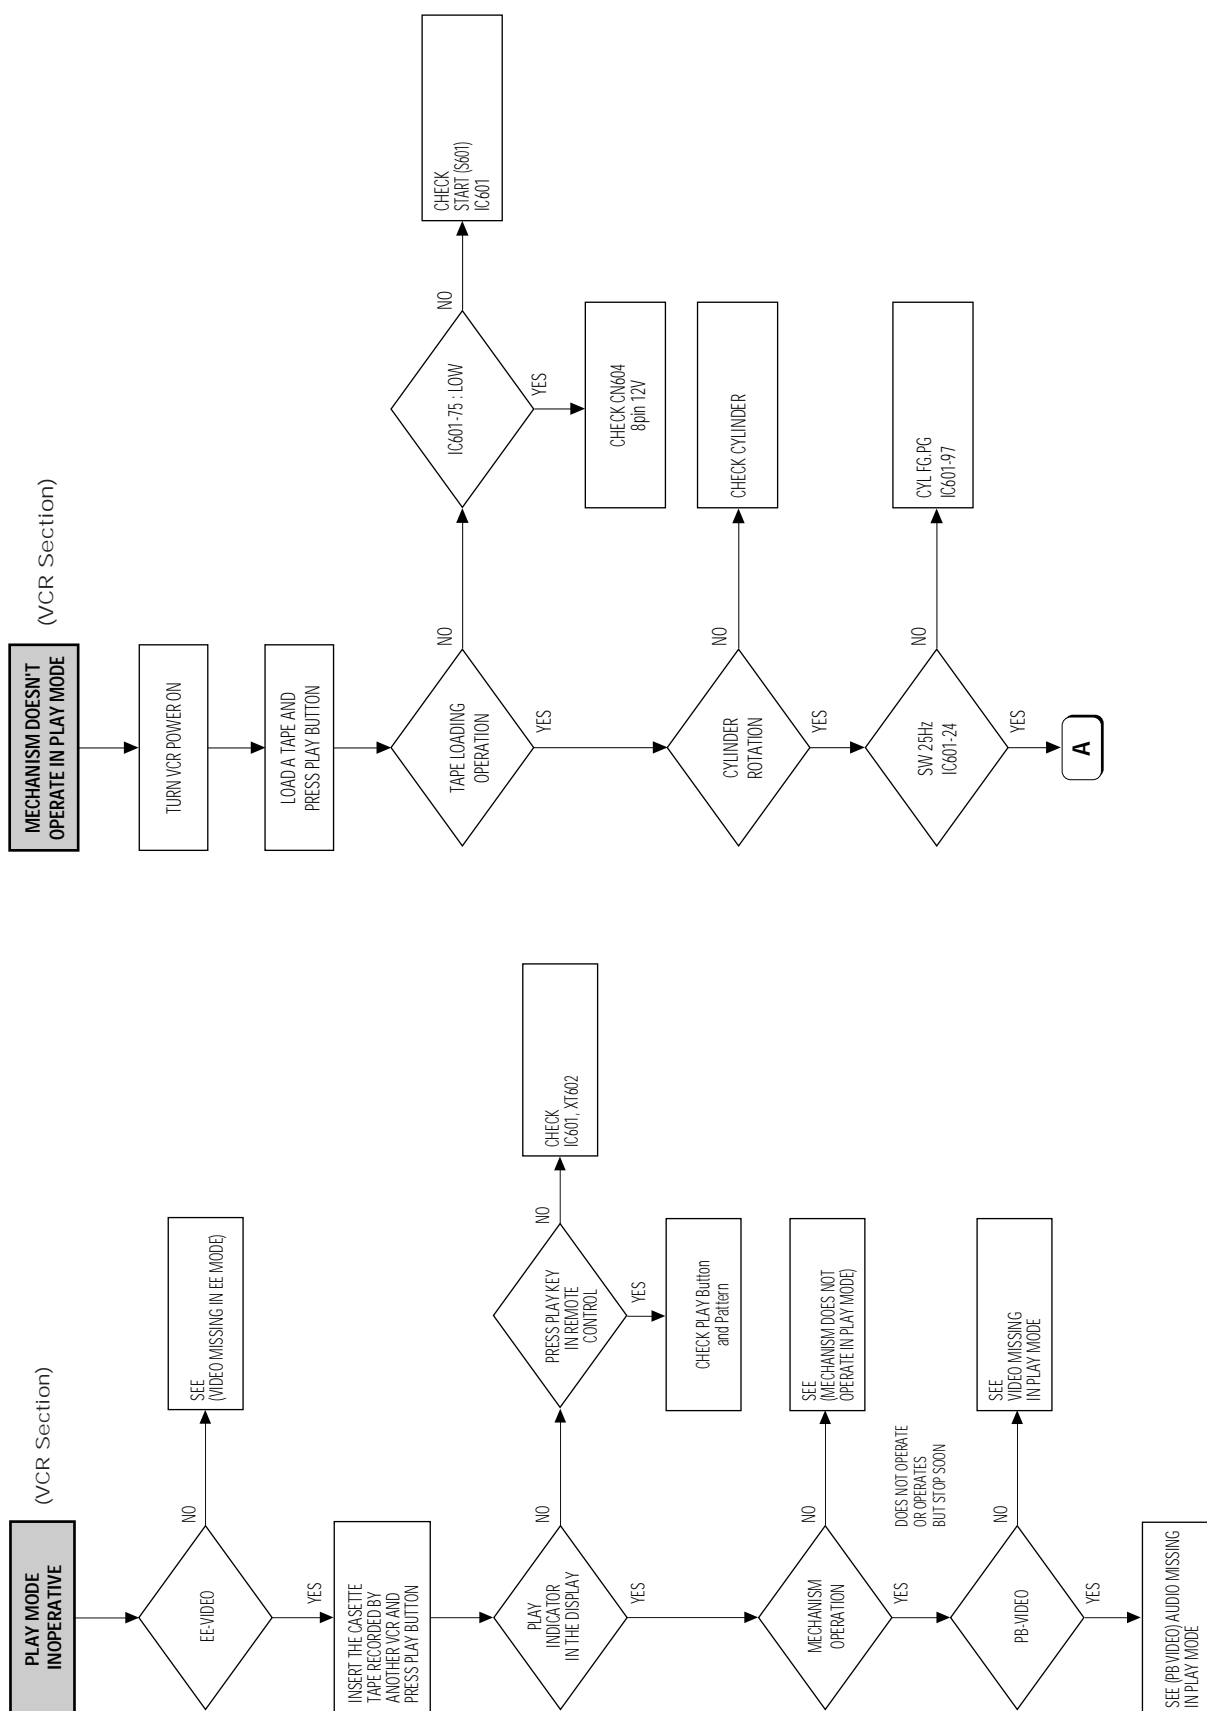 PLAY MODE
INOPERATIVE
(VCR Section)
EE-VIDEO
NO
SEE
(VIDEO MISSING IN EE MODE)
YES
INSERT THE CASETTE
TAPE RECORDED BY
ANOTHER VCR AND
PRESS PLAY BUTTON
PLAY
INDICATOR
IN THE DISPLAY
NO
PRESS PLAY KEY
IN REMOTE
CONTROL
NO
CHECK
IC601, XT602
YES
CHECK PLAY Button
and Pattern
YES
MECHANISM
OPERATION
NO
SEE
(MECHANISM DOES NOT
OPERATE IN PLAY MODE)
DOES NOT OPERATE
OR OPERATES
BUT STOP SOON
YES
PB-VIDEO
NO
SEE
VIDEO MISSING
IN PLAY MODE
YES
SEE (PB VIDEO) AUDIO MISSING
IN PLAY MODE
MECHANISM DOESN'T
OPERATE IN PLAY MODE
(VCR Section)
TURN VCR POWER ON
LOAD A TAPE AND
PRESS PLAY BUTTON
TAPE LOADING
OPERATION
NO
IC601-75 : LOW
NO
CHECK
START (S601)
IC601
YES
CHECK CN604
8pin 12V
YES
CYLINDER
ROTATION
NO
CHECK CYLINDER
YES
SW 25Hz
IC601-24
NO
CYL FG.PG
IC601-97
YES
A